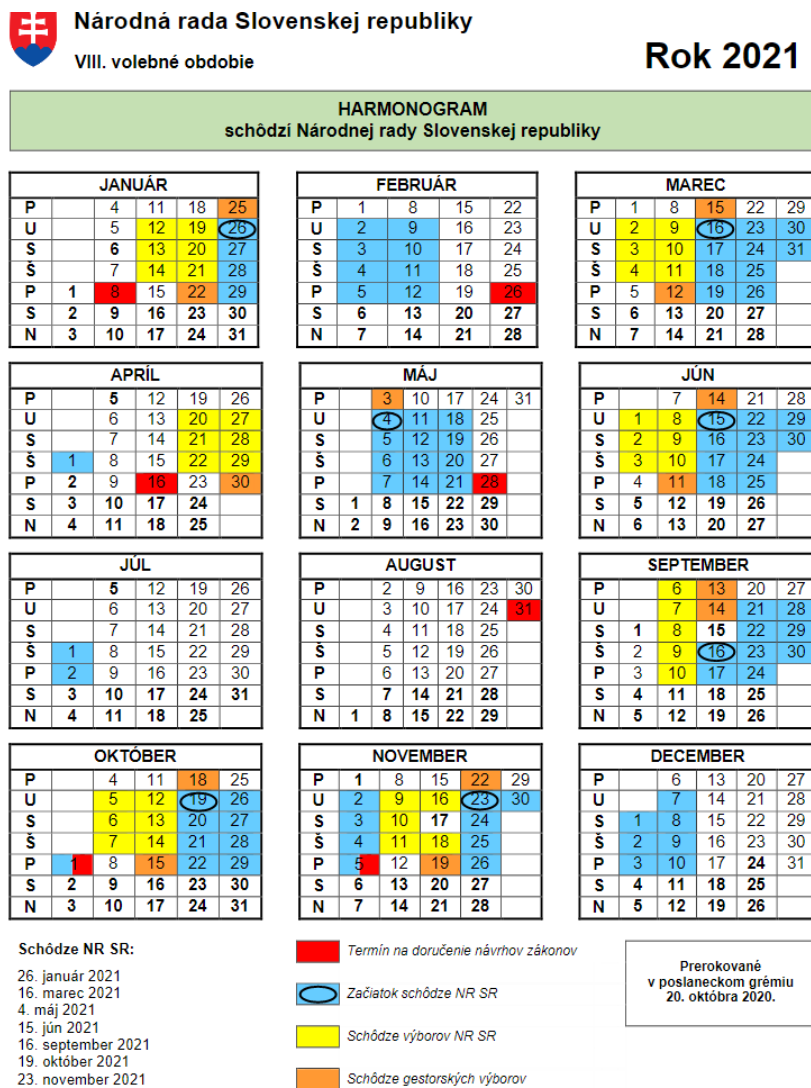 Národná rada Slovenskej republiky
VIII. volebné obdobie
Rok 2021
HARMONOGRAM
schôdzí Národnej rady Slovenskej republiky
JANUÁR
P 4 11 18 25
U 5 12 19 26
S 6 13 20 27
Š 7 14 21 28
P 1 8 15 22 29
S 2 9 16 23 30
N 3 10 17 24 31
FEBRUÁR
P 1 8 15 22
U 2 9 16 23
S 3 10 17 24
Š 4 11 18 25
P 5 12 19 26
S 6 13 20 27
N 7 14 21 28
MAREC
P 1 8 15 22 29
U 2 9 16 23 30
S 3 10 17 24 31
Š 4 11 18 25
P 5 12 19 26
S 6 13 20 27
N 7 14 21 28
APRÍL
P 5 12 19 26
U 6 13 20 27
S 7 14 21 28
Š 1 8 15 22 29
P 2 9 16 23 30
S 3 10 17 24
N 4 11 18 25
MÁJ
P 3 10 17 24 31
U 4 11 18 25
S 5 12 19 26
Š 6 13 20 27
P 7 14 21 28
S 1 8 15 22 29
N 2 9 16 23 30
JÚN
P 7 14 21 28
U 1 8 15 22 29
S 2 9 16 23 30
Š 3 10 17 24
P 4 11 18 25
S 5 12 19 26
N 6 13 20 27
JÚL
P 5 12 19 26
U 6 13 20 27
S 7 14 21 28
Š 1 8 15 22 29
P 2 9 16 23 30
S 3 10 17 24 31
N 4 11 18 25
AUGUST
P 2 9 16 23 30
U 3 10 17 24 31
S 4 11 18 25
Š 5 12 19 26
P 6 13 20 27
S 7 14 21 28
N 1 8 15 22 29
SEPTEMBER
P 6 13 20 27
U 7 14 21 28
S 1 8 15 22 29
Š 2 9 16 23 30
P 3 10 17 24
S 4 11 18 25
N 5 12 19 26
OKTÓBER
P 4 11 18 25
U 5 12 19 26
S 6 13 20 27
Š 7 14 21 28
P 1 8 15 22 29
S 2 9 16 23 30
N 3 10 17 24 31
NOVEMBER
P 1 8 15 22 29
U 2 9 16 23 30
S 3 10 17 24
Š 4 11 18 25
P 5 12 19 26
S 6 13 20 27
N 7 14 21 28
DECEMBER
P 6 13 20 27
U 7 14 21 28
S 1 8 15 22 29
Š 2 9 16 23 30
P 3 10 17 24 31
S 4 11 18 25
N 5 12 19 26
Schôdze NR SR:
26. január 2021
16. marec 2021
4. máj 2021
15. jún 2021
16. september 2021
19. október 2021
23. november 2021
Termín na doručenie návrhov zákonov
Začiatok schôdze NR SR
Schôdze výborov NR SR
Schôdze gestorských výborov
Prerokované
v poslaneckom grémiu
20. októbra 2020.